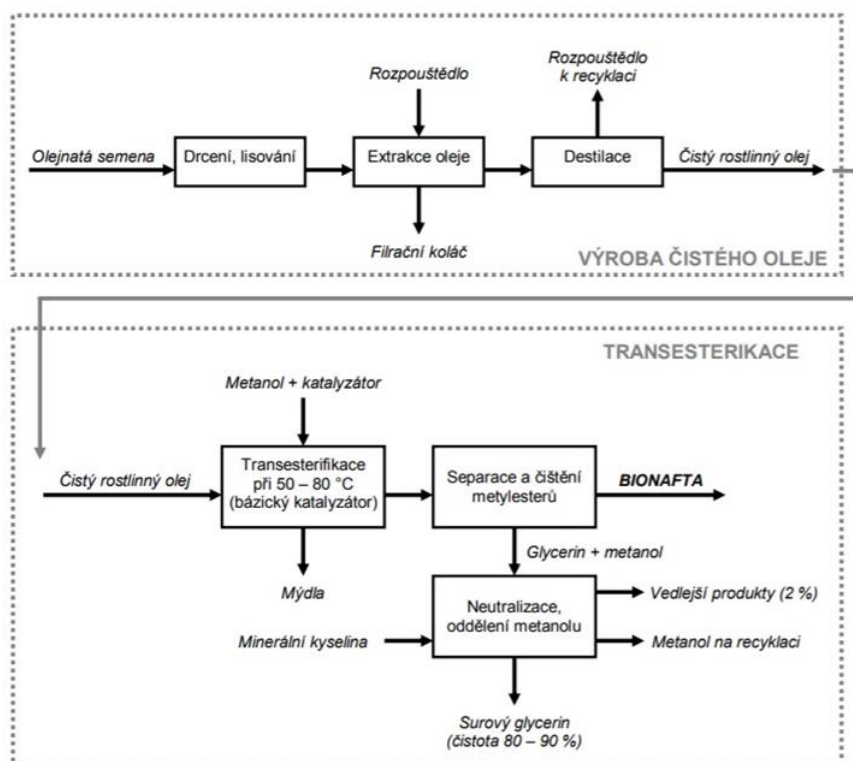 Rozpouštědlo
Rozpouštědlo
k recyklaci
Olejnatá semena
Drcení, lisování
Extrakce oleje
Destilace
Čistý rostlinný olej
Filrační koláč
VÝROBA ČISTÉHO OLEJE
TRANSESTERIKACE
Metanol + katalyzátor
Čistý rostlinný olej
Transesterifikace
při 50 – 80 °C
(bázický katalyzátor)
Separace a čištění
metylesterů
BIONAFTA
Glycerin + metanol
Mýdla
Minerální kyselina
Neutralizace,
oddělení metanolu
Vedlejší produkty (2 %)
Metanol na recyklaci
Surový glycerin
(čistota 80 – 90 %)